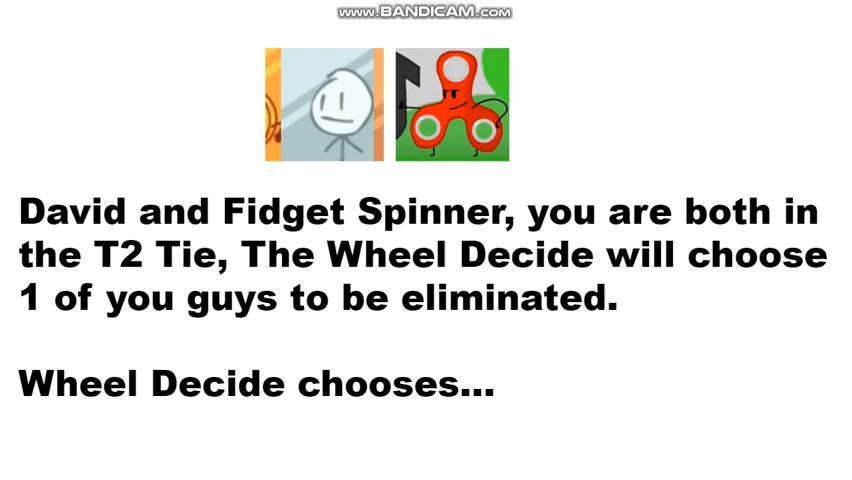 www.BANDICAM.com
David and Fidget Spinner, you are both in
the T2 Tie, The Wheel Decide will choose
1 of you guys to be eliminated.
Wheel Decide chooses...